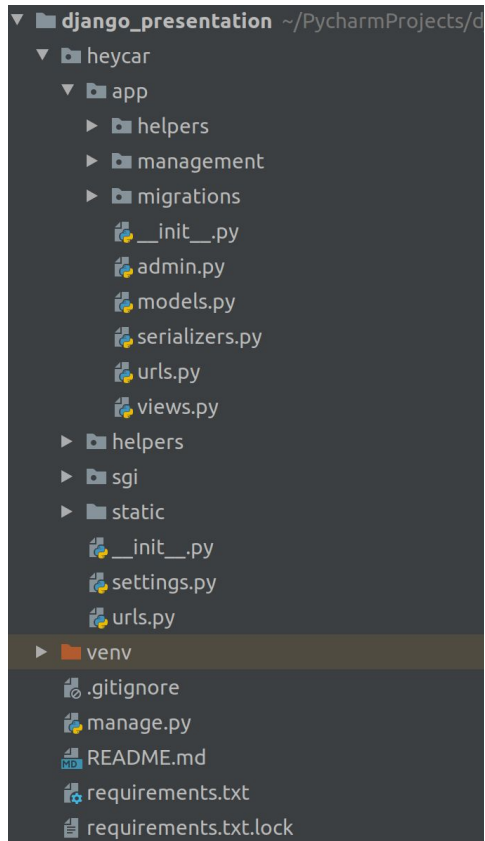 django_presentation ~/PycharmProjects/d
heycar
app
helpers
management
migrations
__init__.py
admin.py
models.py
serializers.py
urls.py
views.py
helpers
sgi
static
__init__.py
settings.py
urls.py
venv
.gitignore
manage.py
MD README.md
requirements.txt
requirements.txt.lock